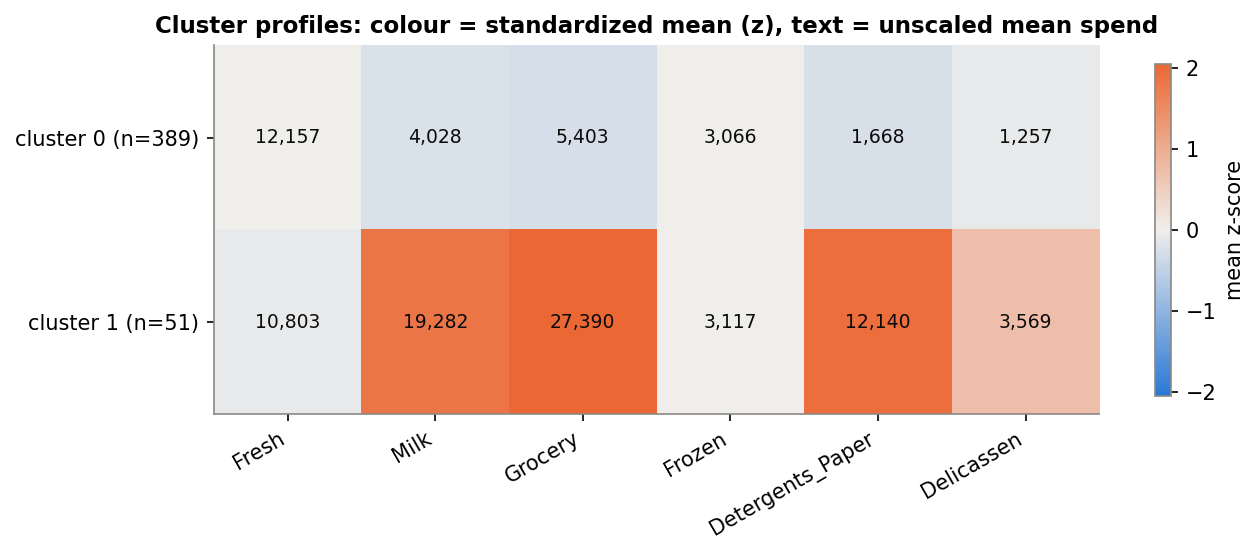 Cluster profiles: colour = standardized mean (z), text = unscaled mean spend
cluster 0 (n=389)
12,157 4,028 5,403 3,066 1,668 1,257
cluster 1 (n=51)
10,803 19,282 27,390 3,117 12,140 3,569
Fresh
Milk
Grocery
Frozen
Detergents_Paper
Delicassen
2
1
0
−1
−2
mean z-score